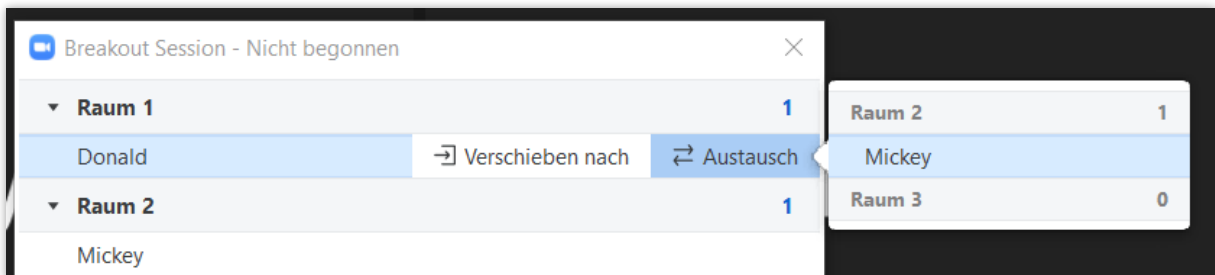 Breakout Session - Nicht begonnen
Raum 1 1
Donald Verschieben nach Austausch
Raum 2 1
Mickey
Raum 2 1
Mickey
Raum 3 0